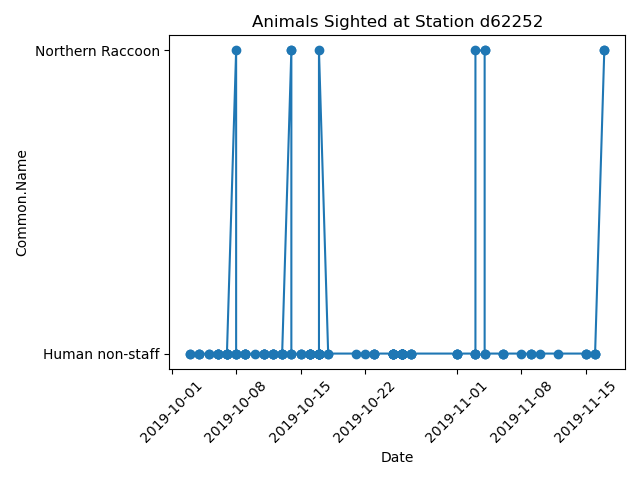 Animals Sighted at Station d62252
Northern Raccoon
Common.Name
Human non-staff
2019-10-01
2019-10-08
2019-10-15
2019-10-22
2019-11-01
2019-11-08
2019-11-15
Date